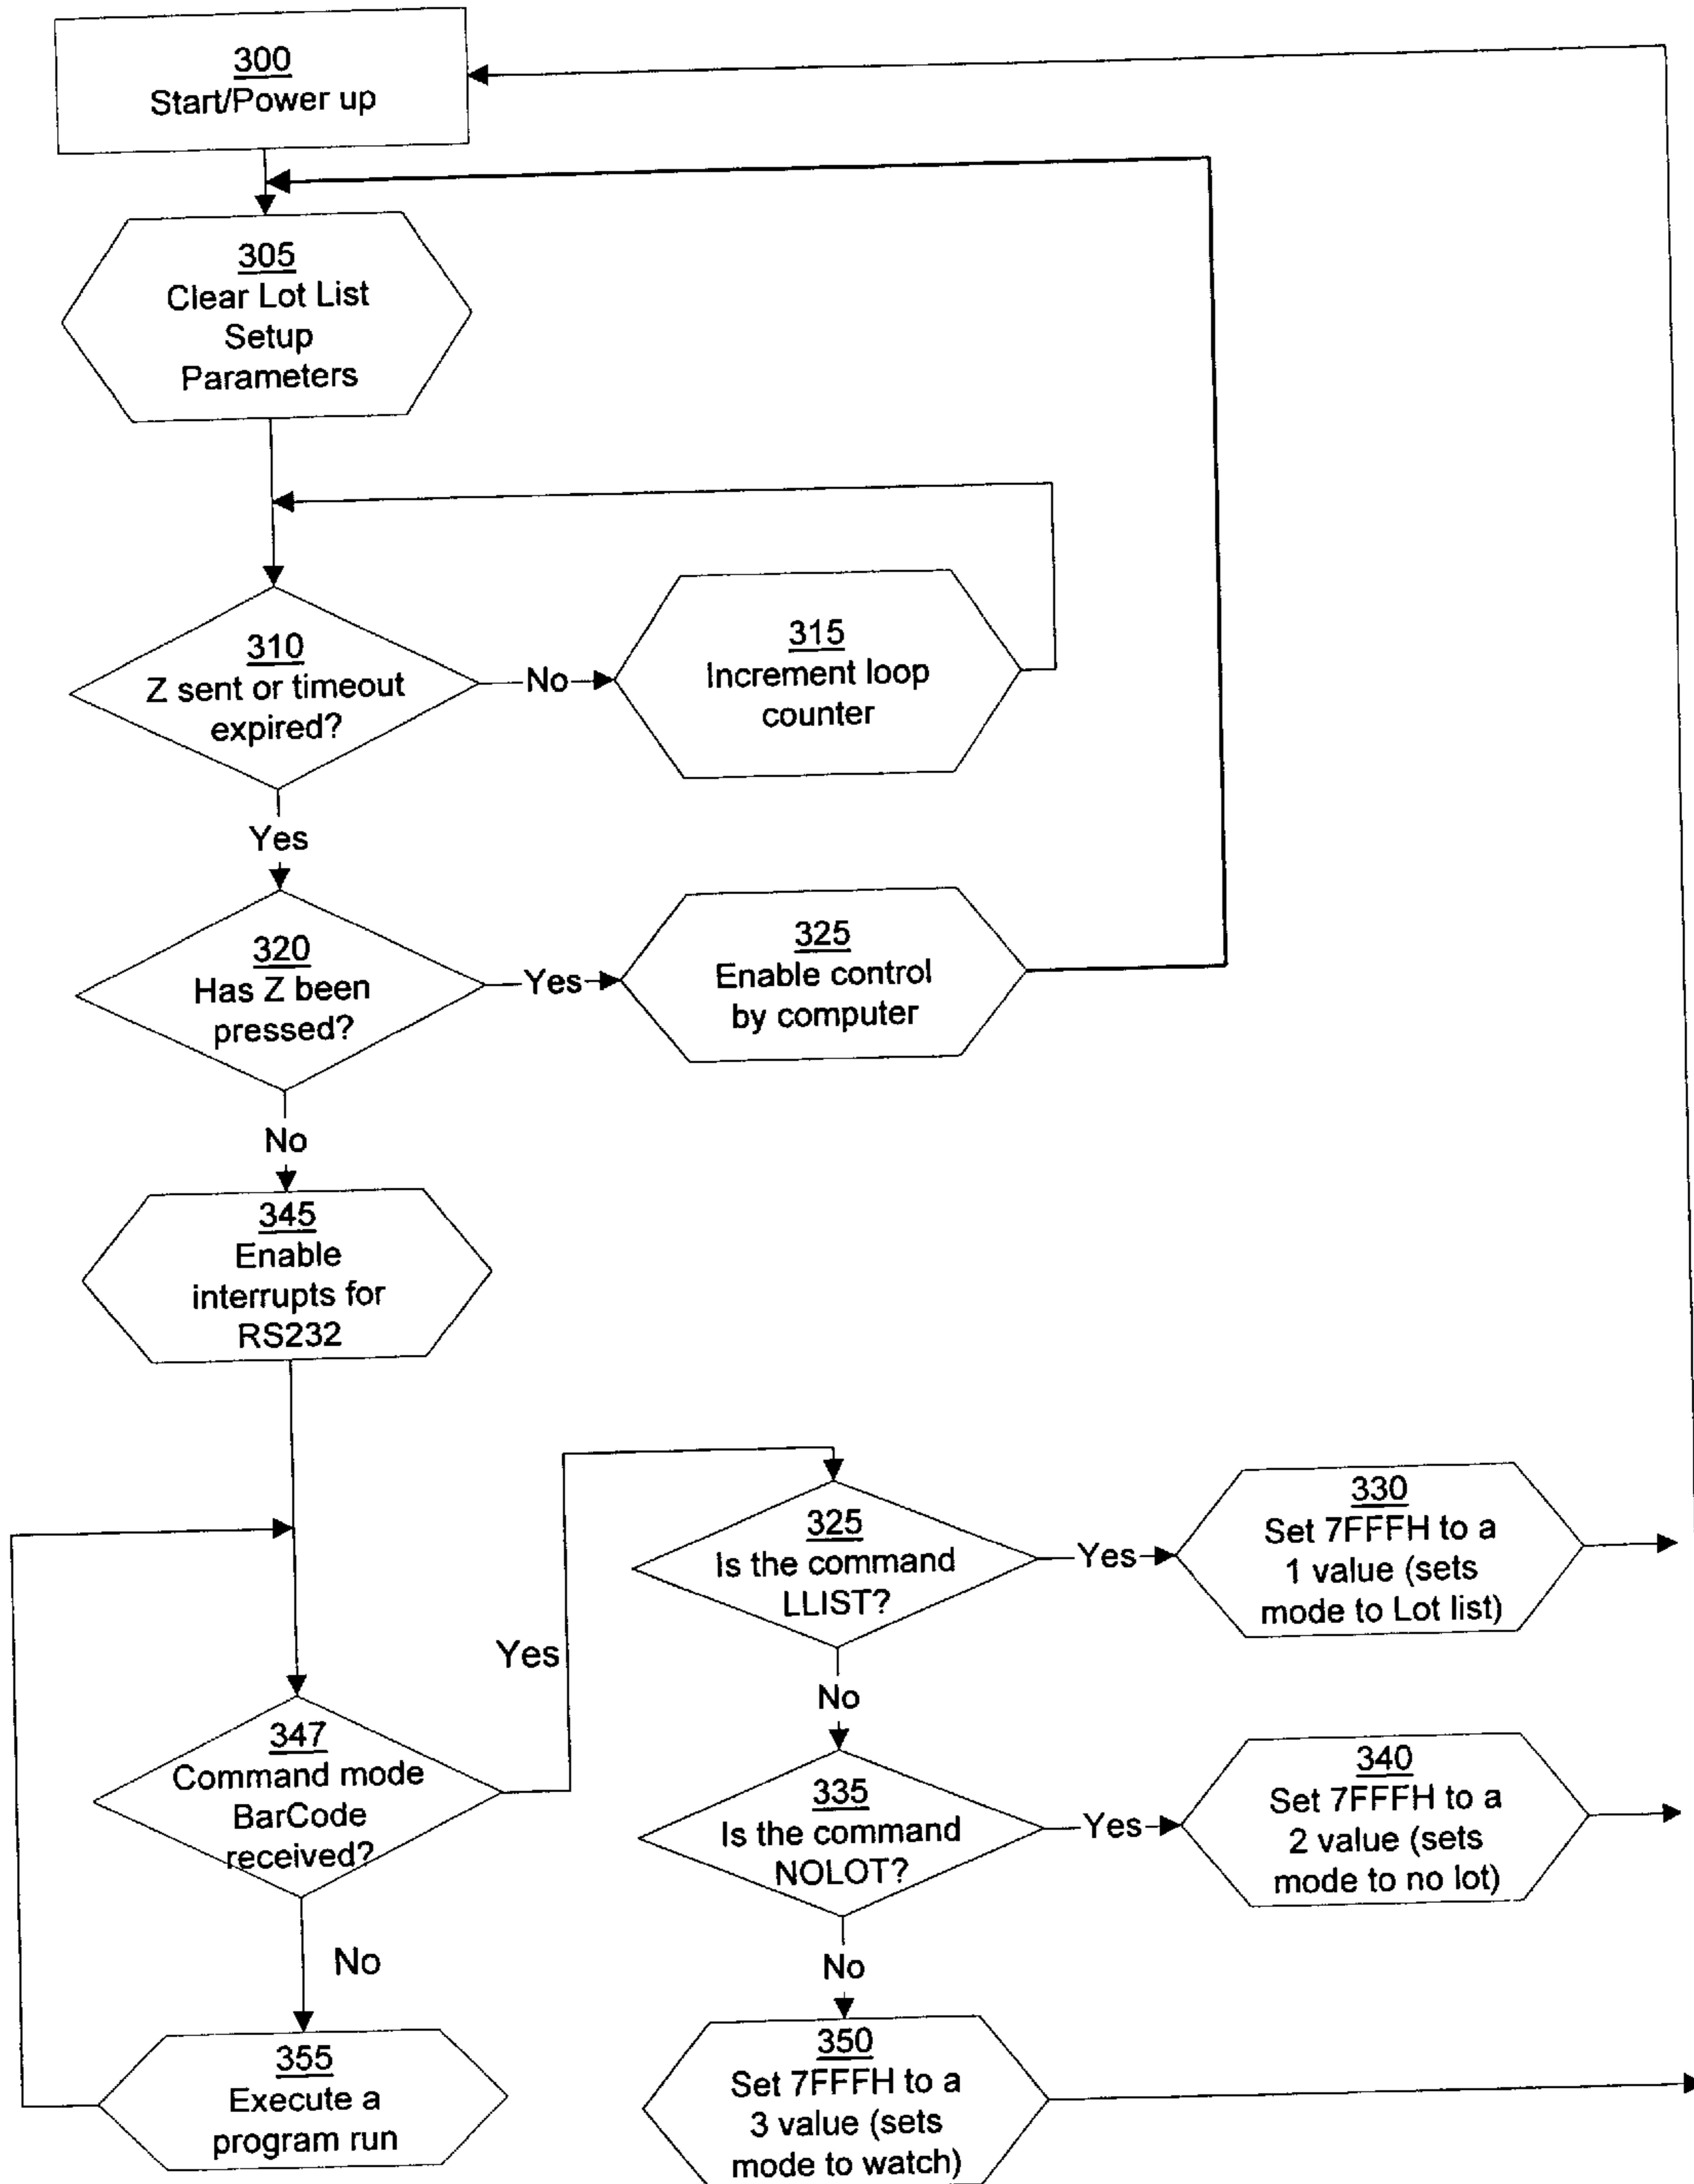 300
Start/Power up
305
Clear Lot List
Setup
Parameters
310
Z sent or timeout
expired?
No
315
Increment loop
counter
Yes
320
Has Z been
pressed?
Yes
325
Enable control
by computer
No
345
Enable
interrupts for
RS232
347
Command mode
BarCode
received?
Yes
No
355
Execute a
program run
325
Is the command
LLIST?
Yes
330
Set 7FFFH to a
1 value (sets
mode to Lot list)
No
335
Is the command
NOLOT?
Yes
340
Set 7FFFH to a
2 value (sets
mode to no lot)
No
350
Set 7FFFH to a
3 value (sets
mode to watch)